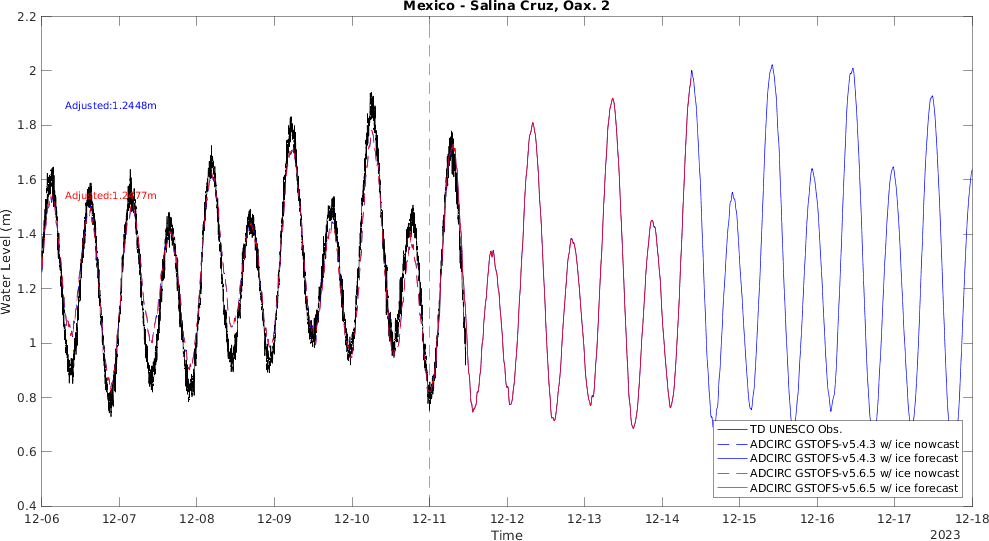 Mexico - Salina Cruz, Oax. 2
2.2
2
1.8
1.6
1.4
1.2
1
0.8
0.6
0.4
Water Level (m)
Adjusted:1.2448m
Adjusted:1.2477m
TD UNESCO Obs.
ADCIRC GSTOFS-v5.4.3 w/ ice nowcast
ADCIRC GSTOFS-v5.4.3 w/ ice forecast
ADCIRC GSTOFS-v5.6.5 w/ ice nowcast
ADCIRC GSTOFS-v5.6.5 w/ ice forecast
12-06 12-07 12-08 12-09 12-10 12-11 12-12 12-13 12-14 12-15 12-16 12-17 12-18
Time
2023